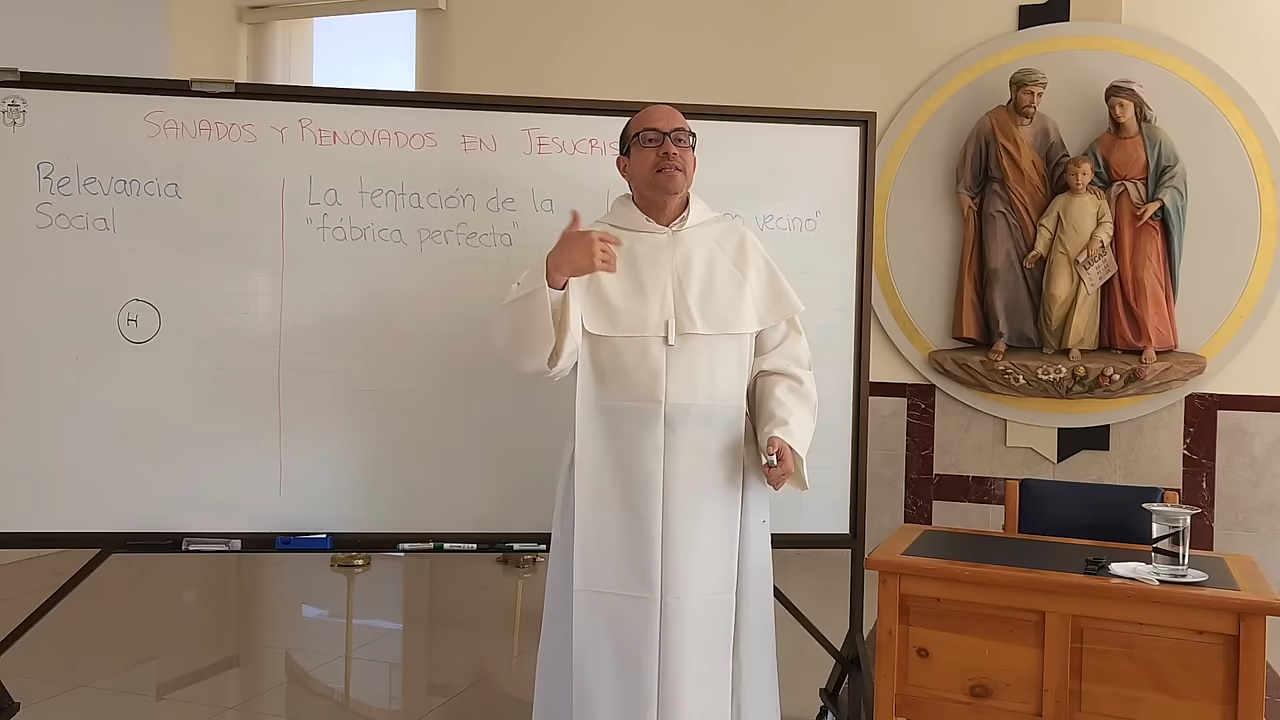 SANADOS Y RENOVADOS EN JESUCRIS
Relevancia
Social
H
La tentación de la
"fábrica perfecta"
vecino"
LUCAS